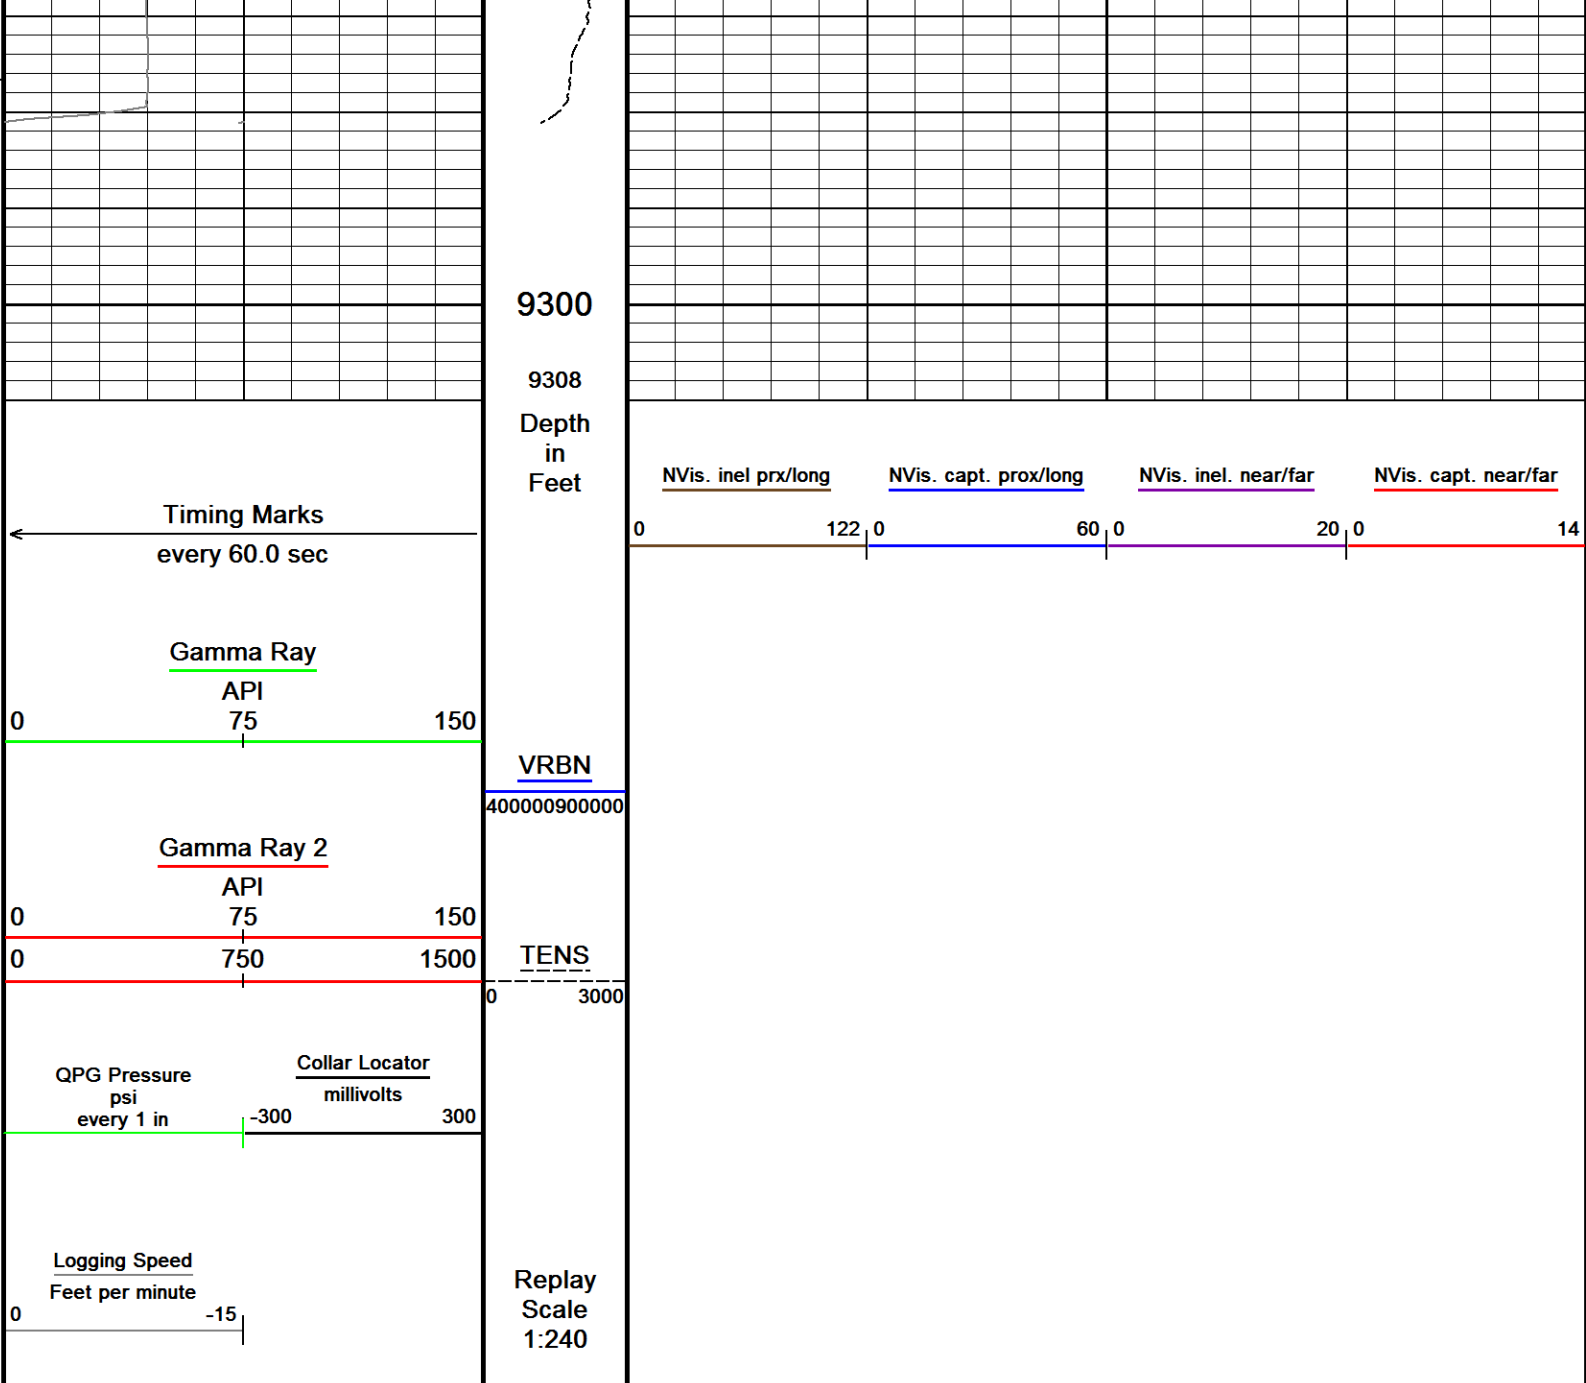 9300
9308
Depth
in
Feet
Timing Marks
every 60.0 sec
Gamma Ray
API
0 75 150
Gamma Ray 2
API
0 75 150
0 750 1500
QPG Pressure
psi
every 1 in
Collar Locator
millivolts
-300 300
Logging Speed
Feet per minute
0 -15
VRBN
400000900000
TENS
0 3000
Replay
Scale
1:240
NVis. inel prx/long NVis. capt. prox/long NVis. inel. near/far NVis. capt. near/far
0 122 0 60 0 20 0 14